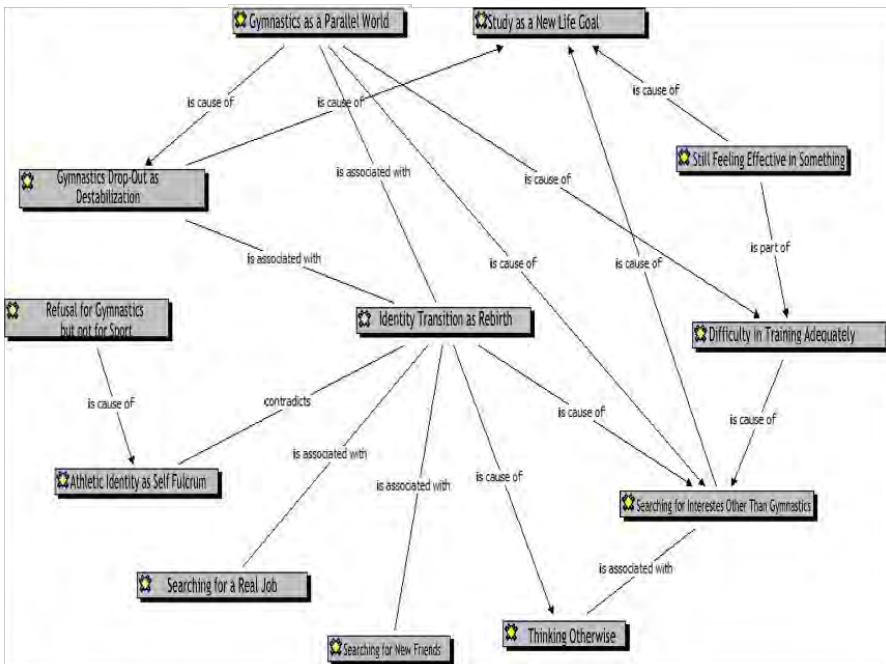 Gymnastics as a Parallel World
Study as a New Life Goal
is cause of
is cause of
is cause of
Gymnastics Drop-Out as
Destabilization
is associated with
Still Feeling Effective in Something
is cause of
is associated with
is part of
is cause of
is cause of
Refusal for Gymnastics
but not for Sport
Identity Transition as Rebirth
Difficulty in Training Adequately
is cause of
contradicts
is cause of
is cause of
is associated with
Athletic Identity as Self Fulcrum
is associated with
is cause of
Searching for Interestes Other Than Gymnastics
is associated with
Searching for a Real Job
Thinking Otherwise
Searching for New Friends